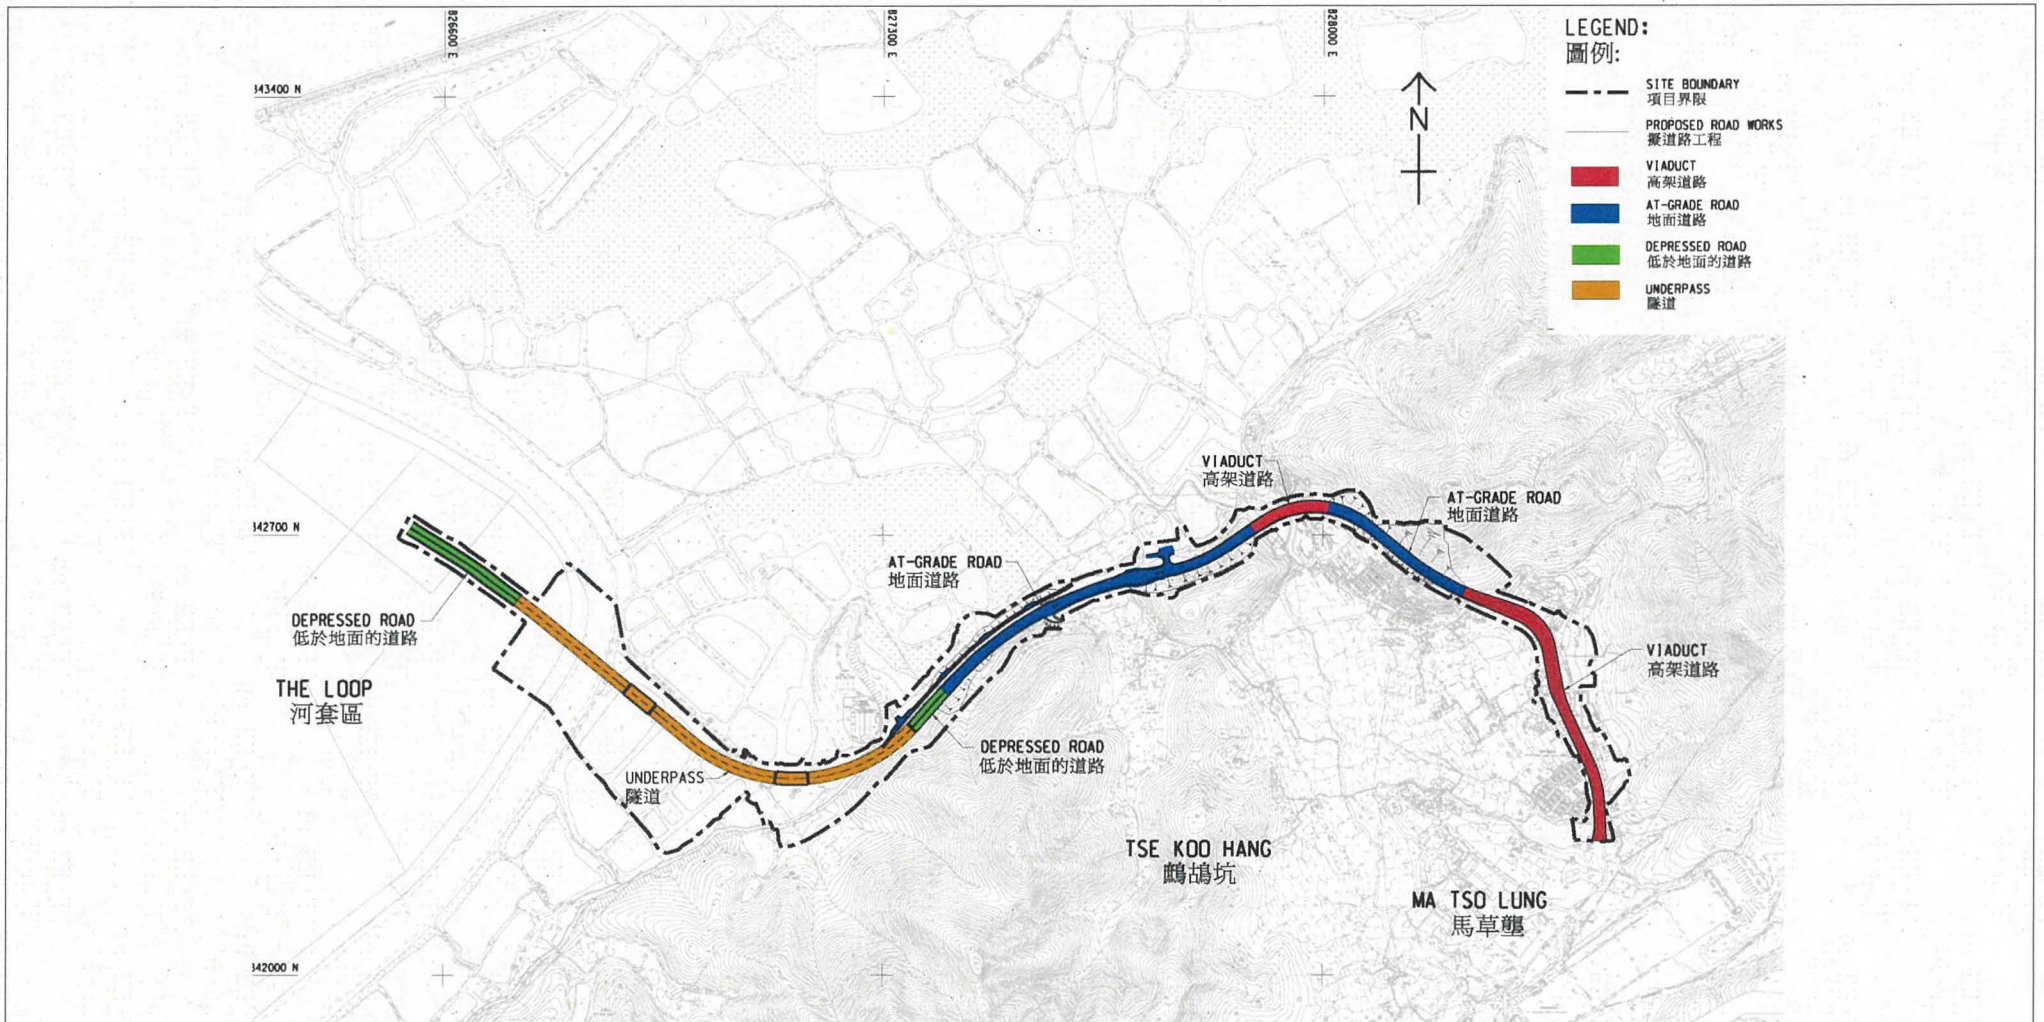 826600 E
827300 E
828000 E
LEGEND:
圖例:
SITE BOUNDARY
項目界限
PROPOSED ROAD WORKS
擬道路工程
VIADUCT
高架道路
AT-GRADE ROAD
地面道路
DEPRESSED ROAD
低於地面的道路
UNDERPASS
隧道
843400 N
N
VIADUCT
高架道路
AT-GRADE ROAD
地面道路
842700 N
AT-GRADE ROAD
地面道路
DEPRESSED ROAD
低於地面的道路
VIADUCT
高架道路
THE LOOP
河套區
DEPRESSED ROAD
低於地面的道路
UNDERPASS
隧道
TSE KOO HANG
鷓鴣坑
MA TSO LUNG
馬草壟
842000 N